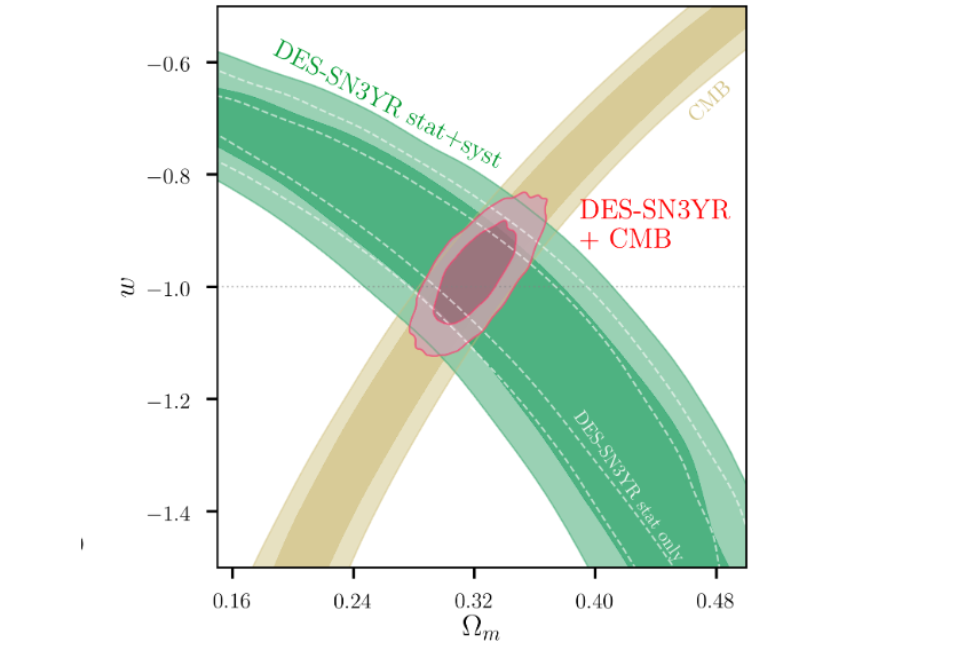 −0.6
−0.8
−1.0
−1.2
−1.4
w
DES-SN3YR stat+syst
CMB
DES-SN3YR
+ CMB
DES-SN3YR stat only
0.16 0.24 0.32 0.40 0.48
Ωm